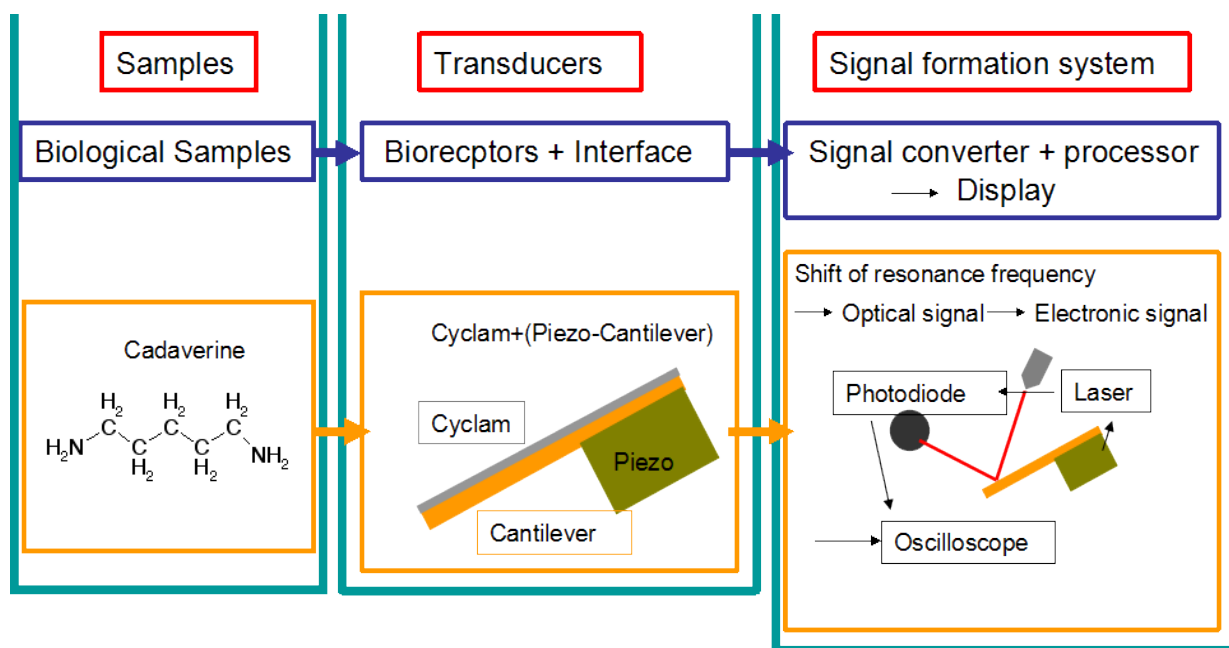 Samples
Transducers
Signal formation system
Biological Samples
Biorecptors + Interface
Signal converter + processor
Display
Cadaverine
H₂ H₂ H₂
H₂N C C C C C NH₂
H₂ H₂
Cyclam+(Piezo-Cantilever)
Cyclam
Piezo
Cantilever
Shift of resonance frequency
Optical signal Electronic signal
Photodiode
Laser
Oscilloscope